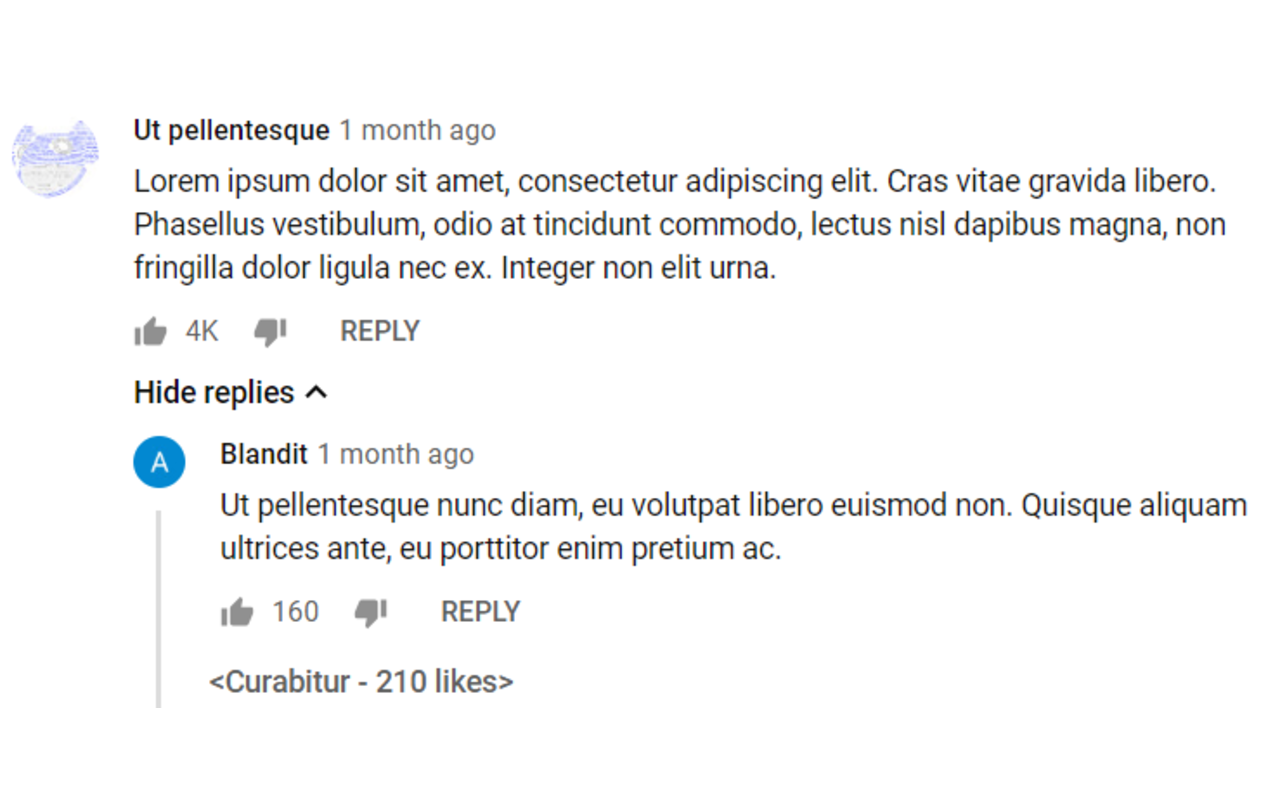 Ut pellentesque 1 month ago
Lorem ipsum dolor sit amet, consectetur adipiscing elit. Cras vitae gravida libero.
Phasellus vestibulum, odio at tincidunt commodo, lectus nisl dapibus magna, non
fringilla dolor ligula nec ex. Integer non elit urna.
4K REPLY
Hide replies
A
Blandit 1 month ago
Ut pellentesque nunc diam, eu volutpat libero euismod non. Quisque aliquam
ultrices ante, eu porttitor enim pretium ac.
160 REPLY
<Curabitur - 210 likes>